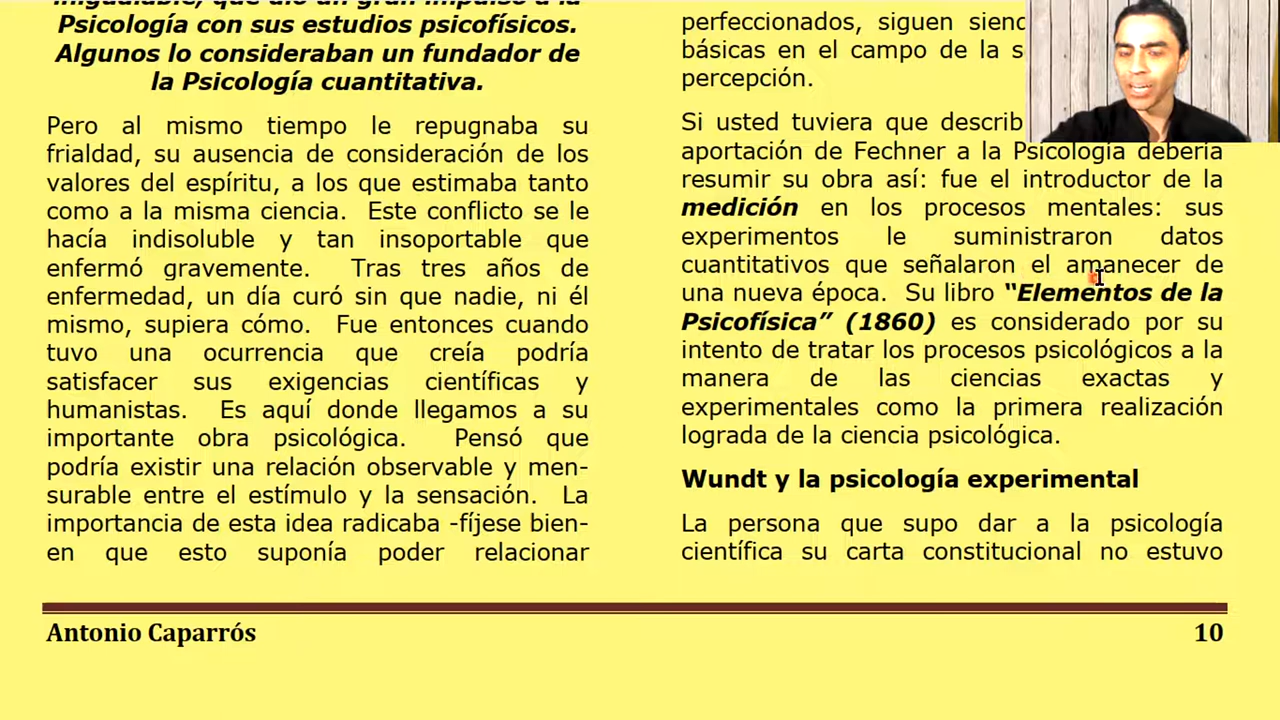 Psicología con sus estudios psicofísicos.
Algunos lo consideraban un fundador de
la Psicología cuantitativa.
Pero al mismo tiempo le repugnaba su
frialdad, su ausencia de consideración de los
valores del espíritu, a los que estimaba tanto
como a la misma ciencia. Este conflicto se le
hacía indisoluble y tan insoportable que
enfermó gravemente. Tras tres años de
enfermedad, un día curó sin que nadie, ni él
mismo, supiera cómo. Fue entonces cuando
tuvo una ocurrencia que creía podría
satisfacer sus exigencias científicas y
humanistas. Es aquí donde llegamos a su
importante obra psicológica. Pensó que
podría existir una relación observable y men-
surable entre el estímulo y la sensación. La
importancia de esta idea radicaba -fíjese bien-
en que esto suponía poder relacionar
perfeccionados, siguen
básicas en el campo de la
percepción.
Si usted tuviera que
aportación de Fechner a la Psicología debería
resumir su obra así: fue el introductor de la
medición en los procesos mentales: sus
experimentos le suministraron datos
cuantitativos que señalaron el amanecer de
una nueva época. Su libro “Elementos de la
Psicofísica” (1860) es considerado por su
intento de tratar los procesos psicológicos a la
manera de las ciencias exactas y
experimentales como la primera realización
lograda de la ciencia psicológica.
Wundt y la psicología experimental
La persona que supo dar a la psicología
científica su carta constitucional no estuvo
Antonio Caparrós
10